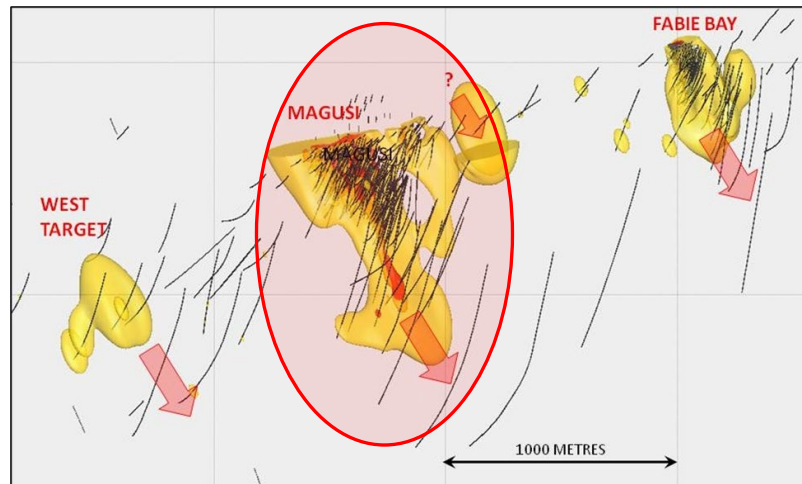 FABIE BAY
?
MAGUSI
MAGUSI
WEST
TARGET
1000 METRES